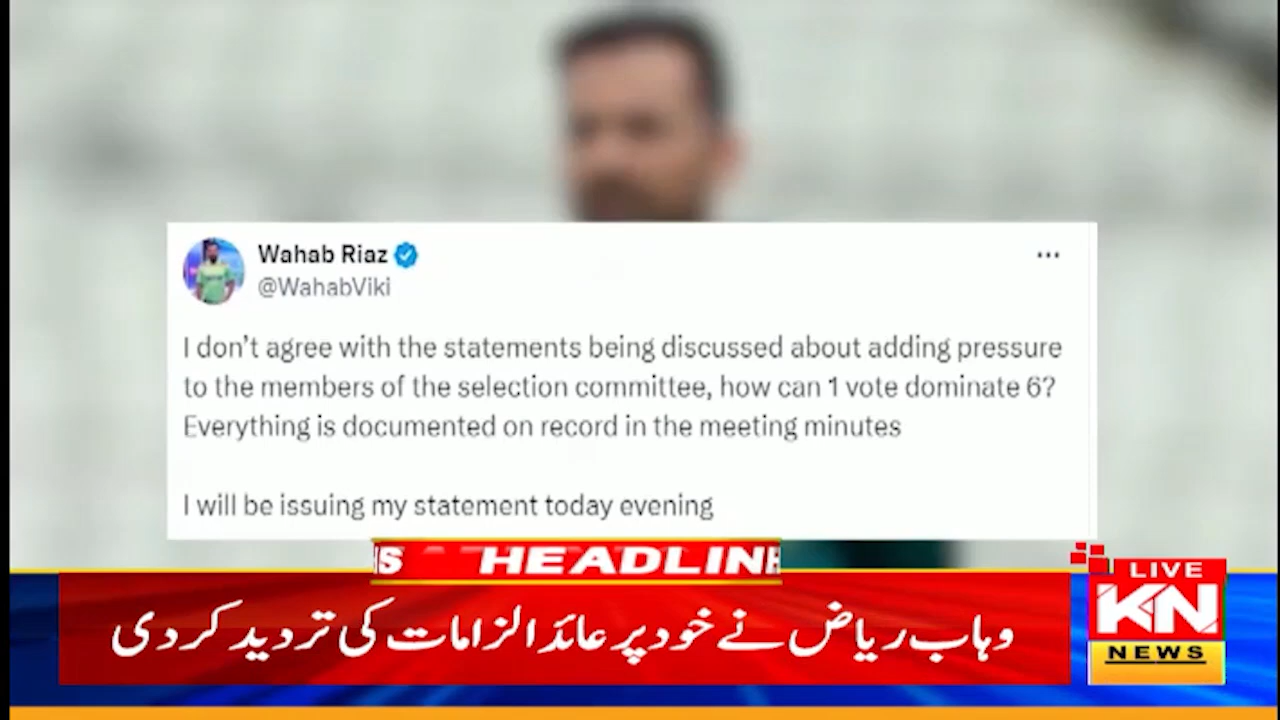 Wahab Riaz
@WahabViki
I don't agree with the statements being discussed about adding pressure
to the members of the selection committee, how can 1 vote dominate 6?
Everything is documented on record in the meeting minutes
I will be issuing my statement today evening
HEADLIN
وہاب ریاض نے خود پر عائد الزامات کی تردید کردی
LIVE
KN
NEWS